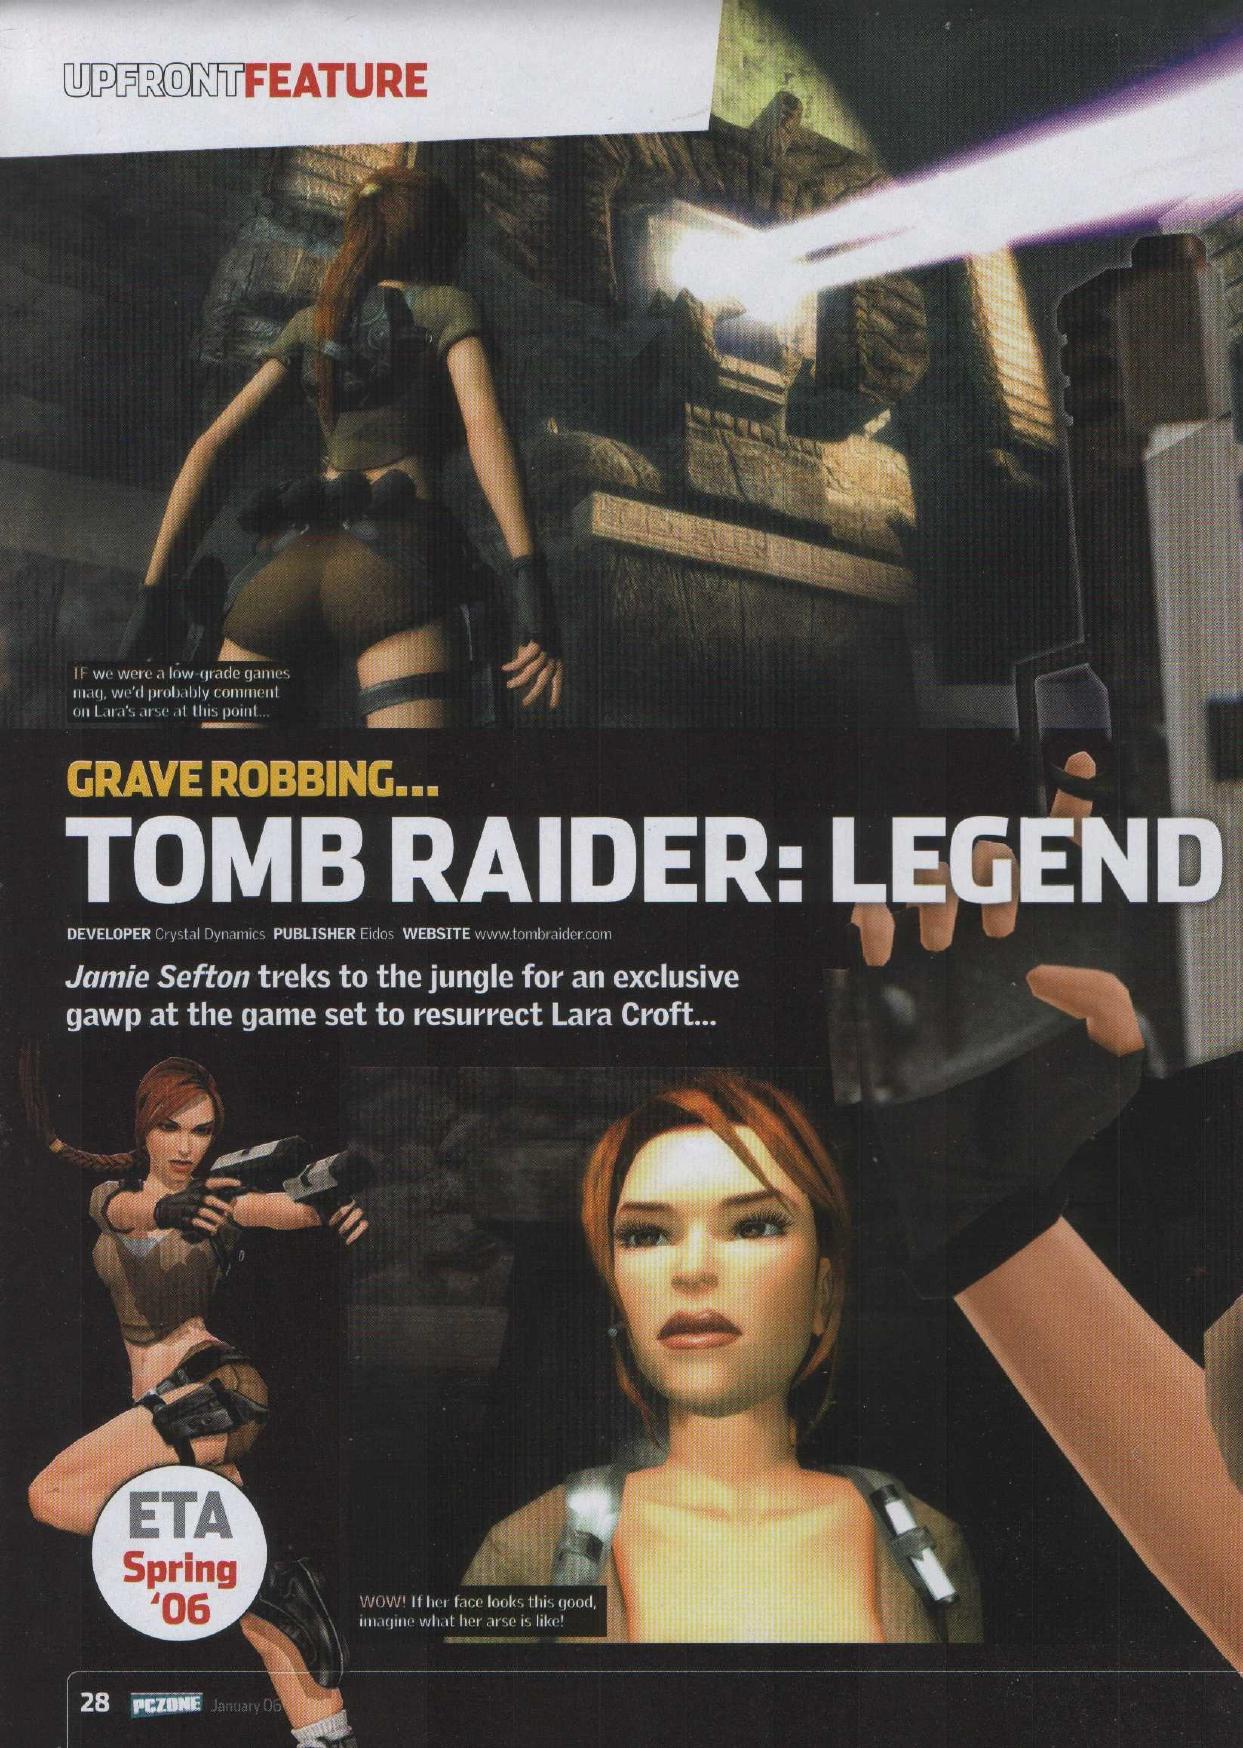 UPFRONTFEATURE
IF we were a low-grade games
mag, we'd probably comment
on Lara's arse at this point...
GRAVE ROBBING...
TOMB RAIDER: LEGEND
DEVELOPER Crystal Dynamics PUBLISHER Eidos WEBSITE www.tombraider.com
Jamie Sefton treks to the jungle for an exclusive
gawp at the game set to resurrect Lara Croft...
ETA
Spring
'06
WOW! If her face looks this good,
imagine what her arse is like!
28 PCZONE January 06